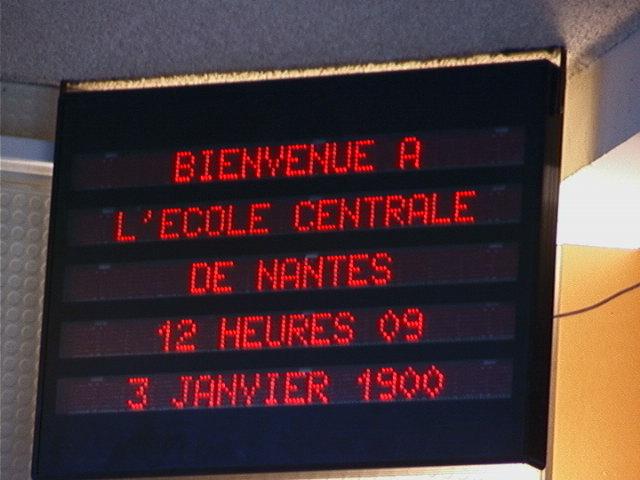 BIENVENUE A
L'ECOLE CENTRALE
DE NANTES
12 HEURES 09
3 JANVIER 1900